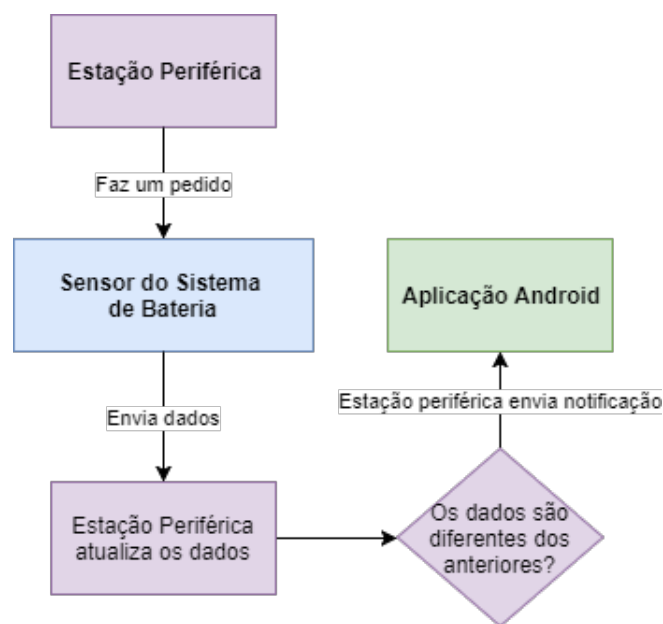 Estação Periférica
Faz um pedido
Sensor do Sistema
de Bateria
Envia dados
Estação Periférica
atualiza os dados
Os dados são
diferentes dos
anteriores?
Estação periférica envia notificação
Aplicação Android